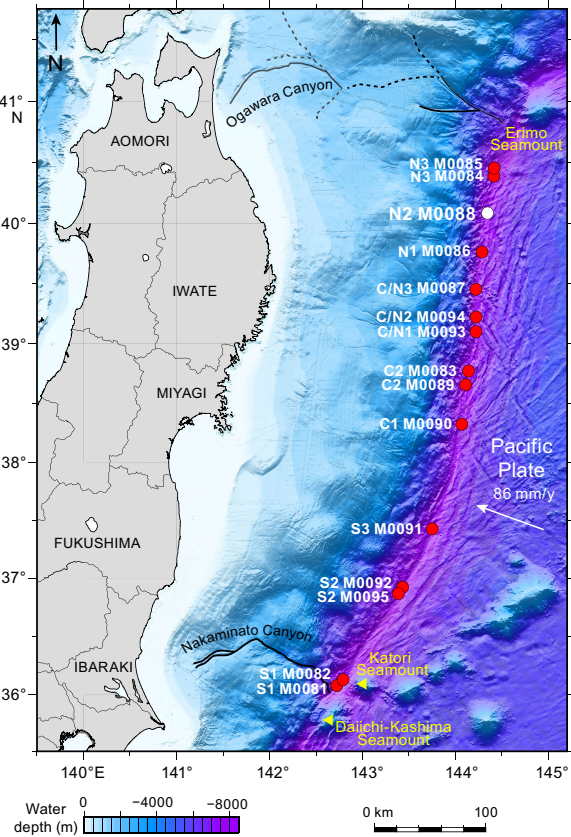 N
41°
N
40°
39°
38°
37°
36°
AOMORI
IWATE
MIYAGI
FUKUSHIMA
IBARAKI
Ogawara Canyon
Erimo
Seamount
N3 M0085
N3 M0084
N2 M0088
N1 M0086
C/N3 M0087
C/N2 M0094
C/N1 M0093
C2 M0083
C2 M0089
C1 M0090
Pacific
Plate
86 mm/y
S3 M0091
S2 M0092
S2 M0095
Nakaminato Canyon
S1 M0082
S1 M0081
Katori
Seamount
Daiichi-Kashima
Seamount
140°E
141°
142°
143°
144°
145°
Water
depth (m)
0
−4000
−8000
0 km
100